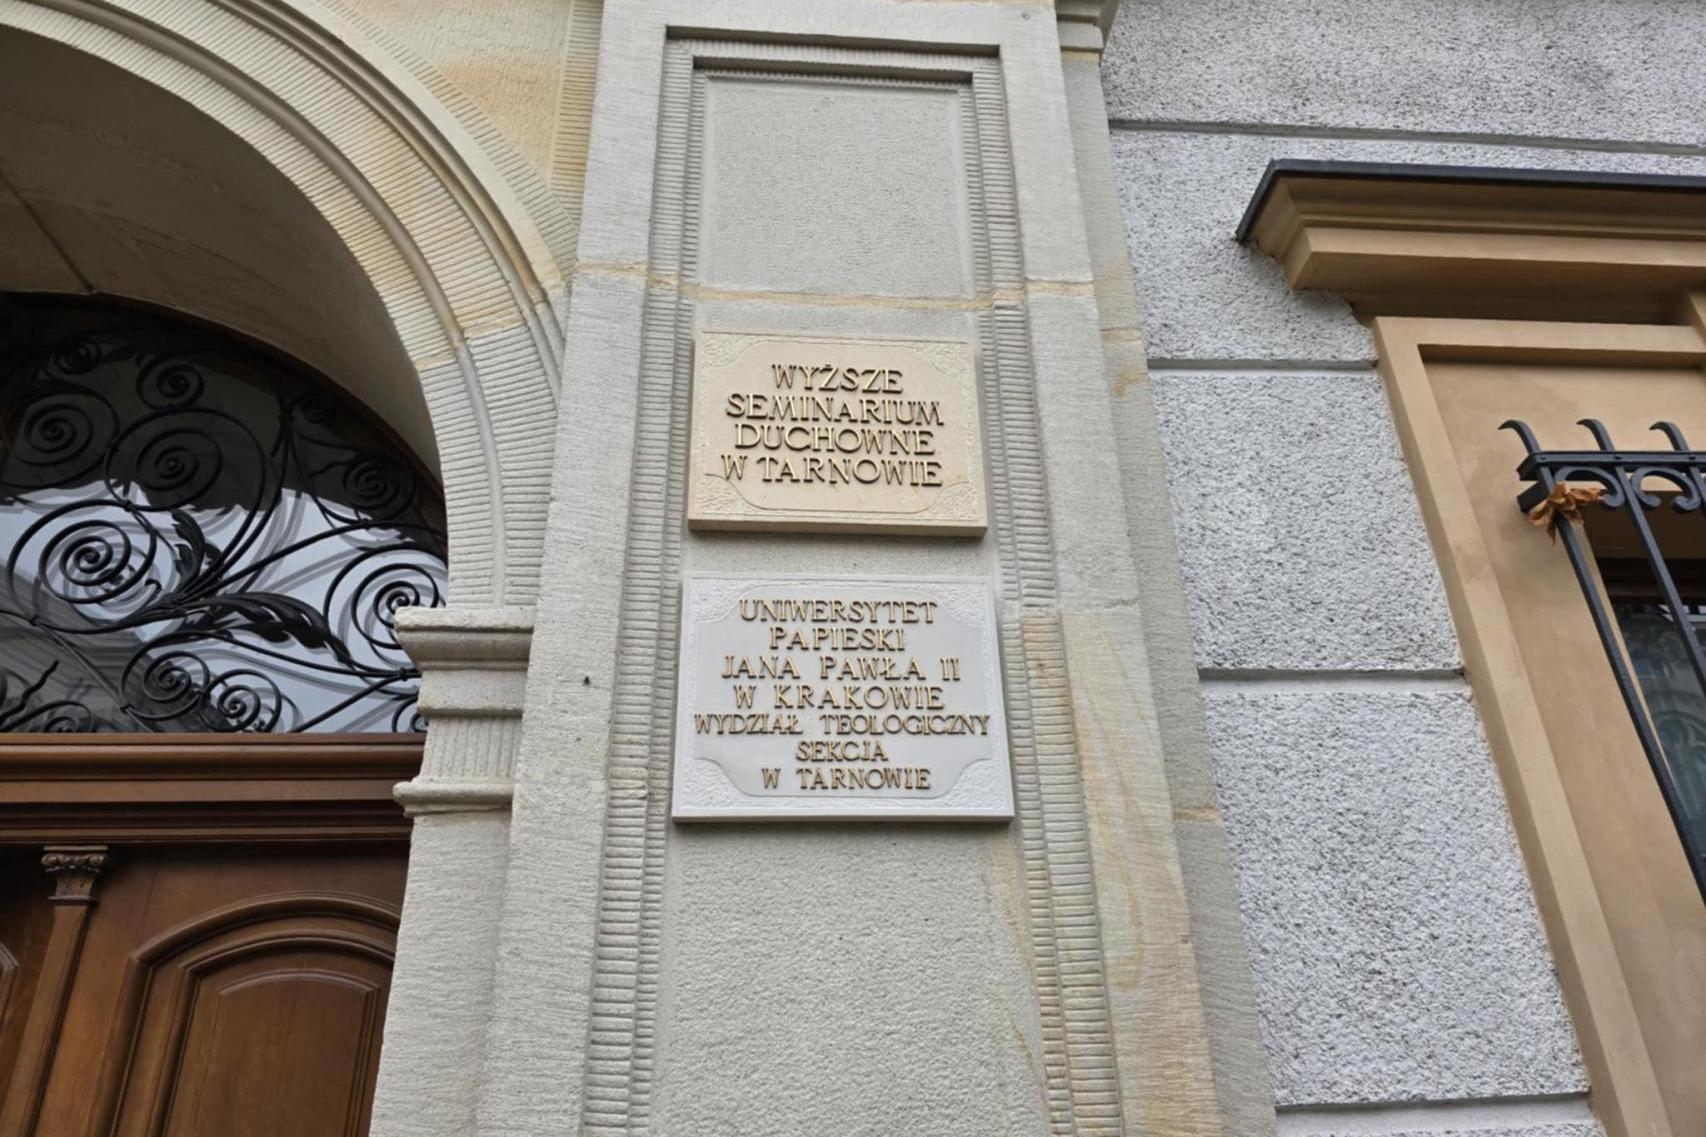 WYŻSZE
SEMINARIUM
DUCHOWNE
W TARNOWIE
UNIWERSYTET
PAPIESKI
JANA PAWŁA II
W KRAKOWIE
WYDZIAŁ TEOLOGICZNY
SEKCJA
W TARNOWIE